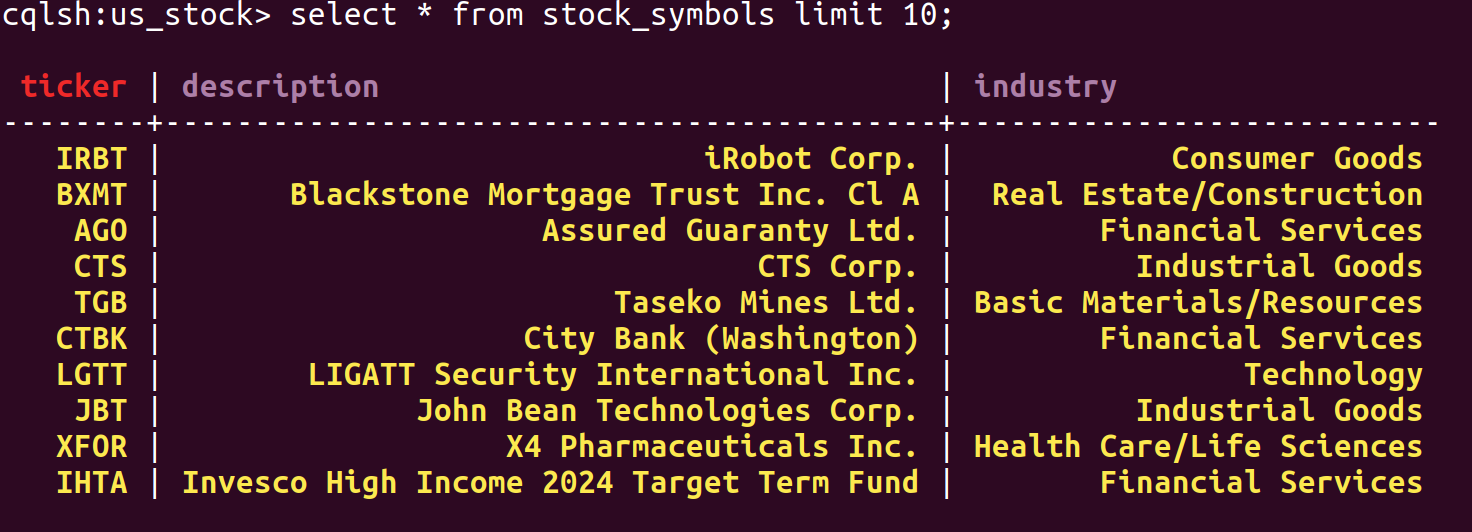 cqlsh:us_stock> select * from stock_symbols limit 10;
ticker | description | industry
--------+-------------------------------------------+---------------------------
IRBT | iRobot Corp. | Consumer Goods
BXMT | Blackstone Mortgage Trust Inc. Cl A | Real Estate/Construction
AGO | Assured Guaranty Ltd. | Financial Services
CTS | CTS Corp. | Industrial Goods
TGB | Taseko Mines Ltd. | Basic Materials/Resources
CTBK | City Bank (Washington) | Financial Services
LGTT | LIGATT Security International Inc. | Technology
JBT | John Bean Technologies Corp. | Industrial Goods
XFOR | X4 Pharmaceuticals Inc. | Health Care/Life Sciences
IHTA | Invesco High Income 2024 Target Term Fund | Financial Services